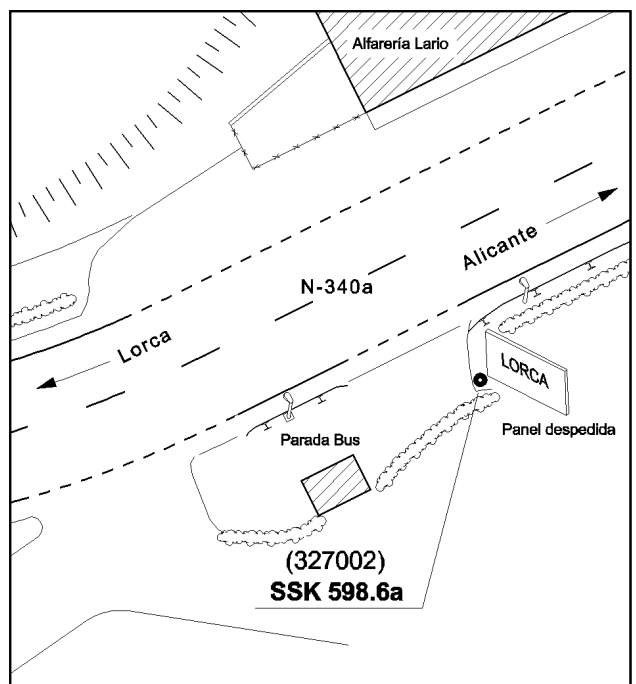 Alfarería Lario
Alicante
N-340a
Lorca
LORCA
Panel despedida
Parada Bus
(327002)
SSK 598.6a